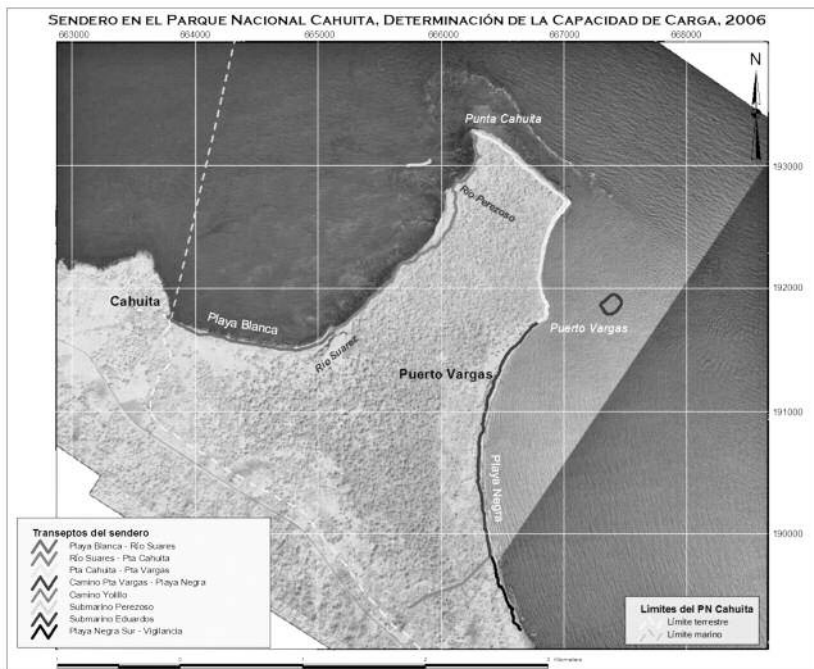 SENDERO EN EL PARQUE NACIONAL CAHUITA, DETERMINACIÓN DE LA CAPACIDAD DE CARGA, 2006
663000 664000 665000 666000 667000 668000
N
Punta Cahuita
193000
Río Perezoso
192000
Cahuita
Playa Blanca
Puerto Vargas
Río Suarez
Puerto Vargas
191000
Playa Negra
190000
Transeptos del sendero
Playa Blanca - Río Suares
Río Suares - Pta Cahuita
Pta Cahuita - Pta Vargas
Camino Pta Vargas - Playa Negra
Camino Yolillo
Submarino Perezoso
Submarino Eduardos
Playa Negra Sur - Vigilancia
Limites del PN Cahuita
Límite terrestre
Límite marino